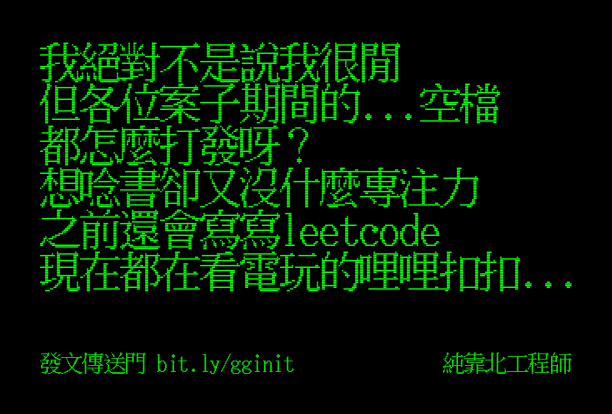 我絕對不是說我很閒
但各位案子期間的...空檔
都怎麼打發呀？
想唸書卻又沒什麼專注力
之前還會寫寫leetcode
現在都在看電玩的哩哩扣扣...
發文傳送門 bit.ly/gginit
純靠北工程師